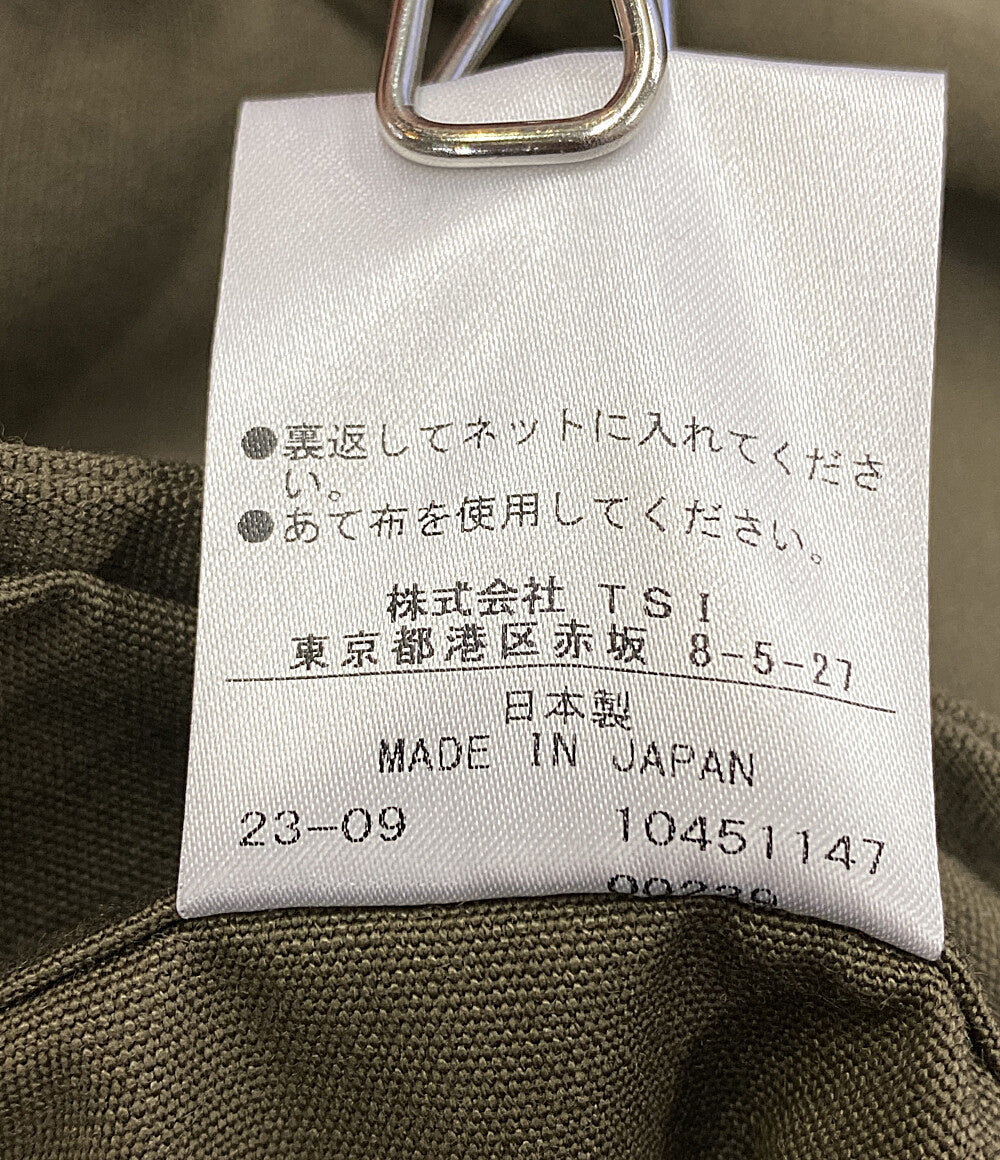 ●裏返してネットに入れてくださ
い。
●あて布を使用してください。
株式会社 TSI
東京都港区赤坂 8-5-27
日本製
MADE IN JAPAN
23-09 10451147